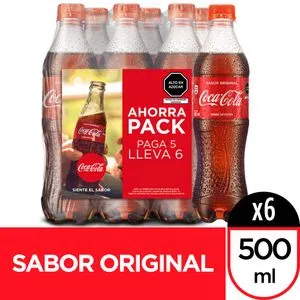 SABOR ORIGINAL
Coca-Cola
ALTO EN
AZÚCAR
AHORRA
PACK
PAGA 5
LLEVA 6
Coca-Cola
SIENTE EL SABOR
x6
500
ml
SABOR ORIGINAL